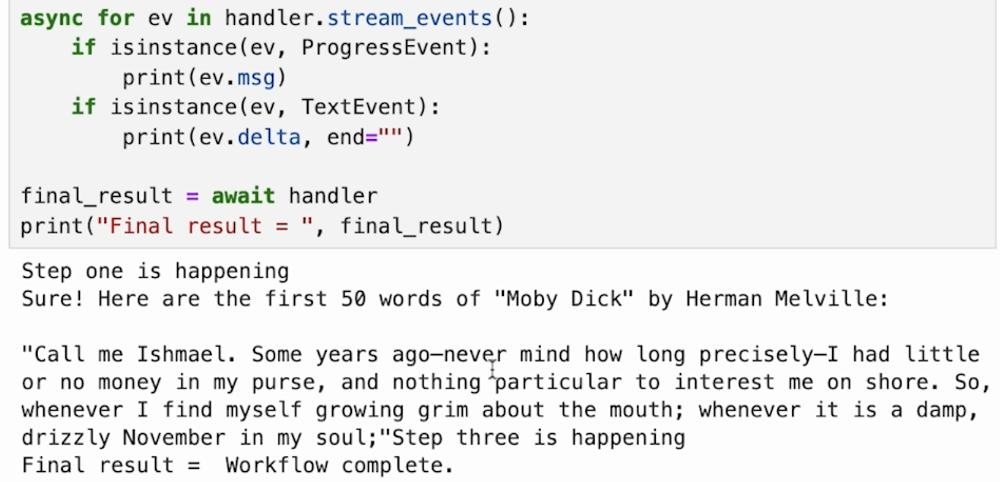 async for ev in handler.stream_events():
    if isinstance(ev, ProgressEvent):
        print(ev.msg)
    if isinstance(ev, TextEvent):
        print(ev.delta, end="")

final_result = await handler
print("Final result = ", final_result)
Step one is happening
Sure! Here are the first 50 words of "Moby Dick" by Herman Melville:

"Call me Ishmael. Some years ago—never mind how long precisely—I had little
or no money in my purse, and nothing particular to interest me on shore. So,
whenever I find myself growing grim about the mouth; whenever it is a damp,
drizzly November in my soul;"Step three is happening
Final result =  Workflow complete.